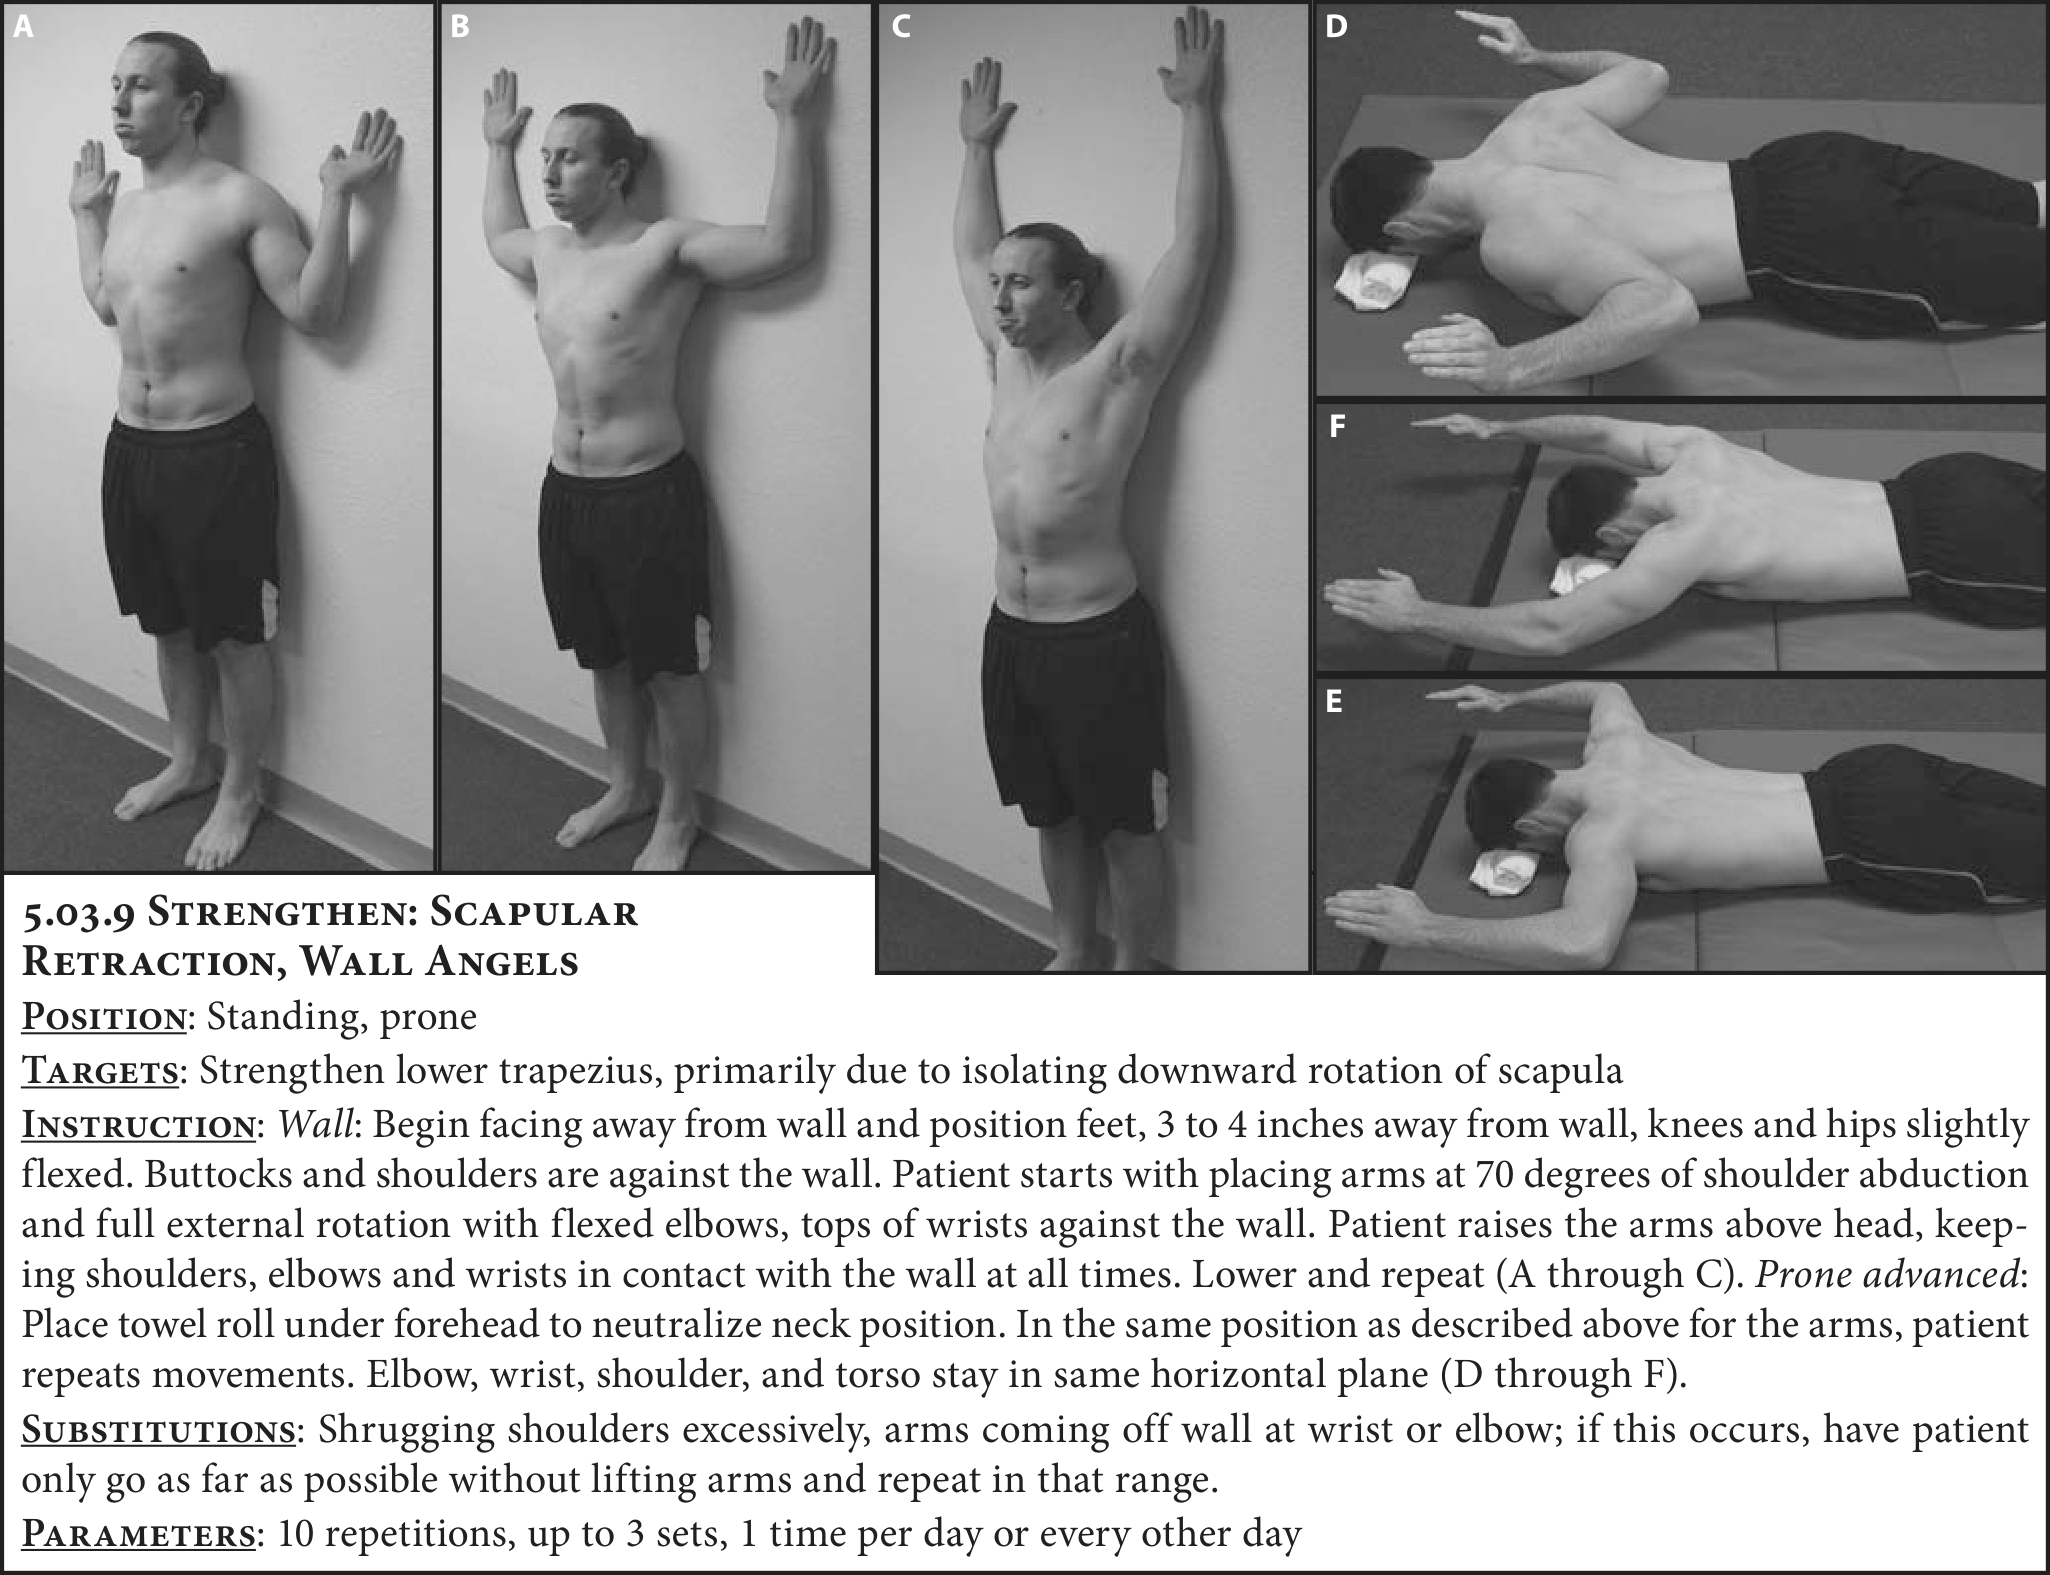 A
B
C
D
F
E
5.03.9 Strengthen: Scapular
Retraction, Wall Angels
Position: Standing, prone
Targets: Strengthen lower trapezius, primarily due to isolating downward rotation of scapula
Instruction: Wall: Begin facing away from wall and position feet, 3 to 4 inches away from wall, knees and hips slightly
flexed. Buttocks and shoulders are against the wall. Patient starts with placing arms at 70 degrees of shoulder abduction
and full external rotation with flexed elbows, tops of wrists against the wall. Patient raises the arms above head, keep-
ing shoulders, elbows and wrists in contact with the wall at all times. Lower and repeat (A through C). Prone advanced:
Place towel roll under forehead to neutralize neck position. In the same position as described above for the arms, patient
repeats movements. Elbow, wrist, shoulder, and torso stay in same horizontal plane (D through F).
Substitutions: Shrugging shoulders excessively, arms coming off wall at wrist or elbow; if this occurs, have patient
only go as far as possible without lifting arms and repeat in that range.
Parameters: 10 repetitions, up to 3 sets, 1 time per day or every other day